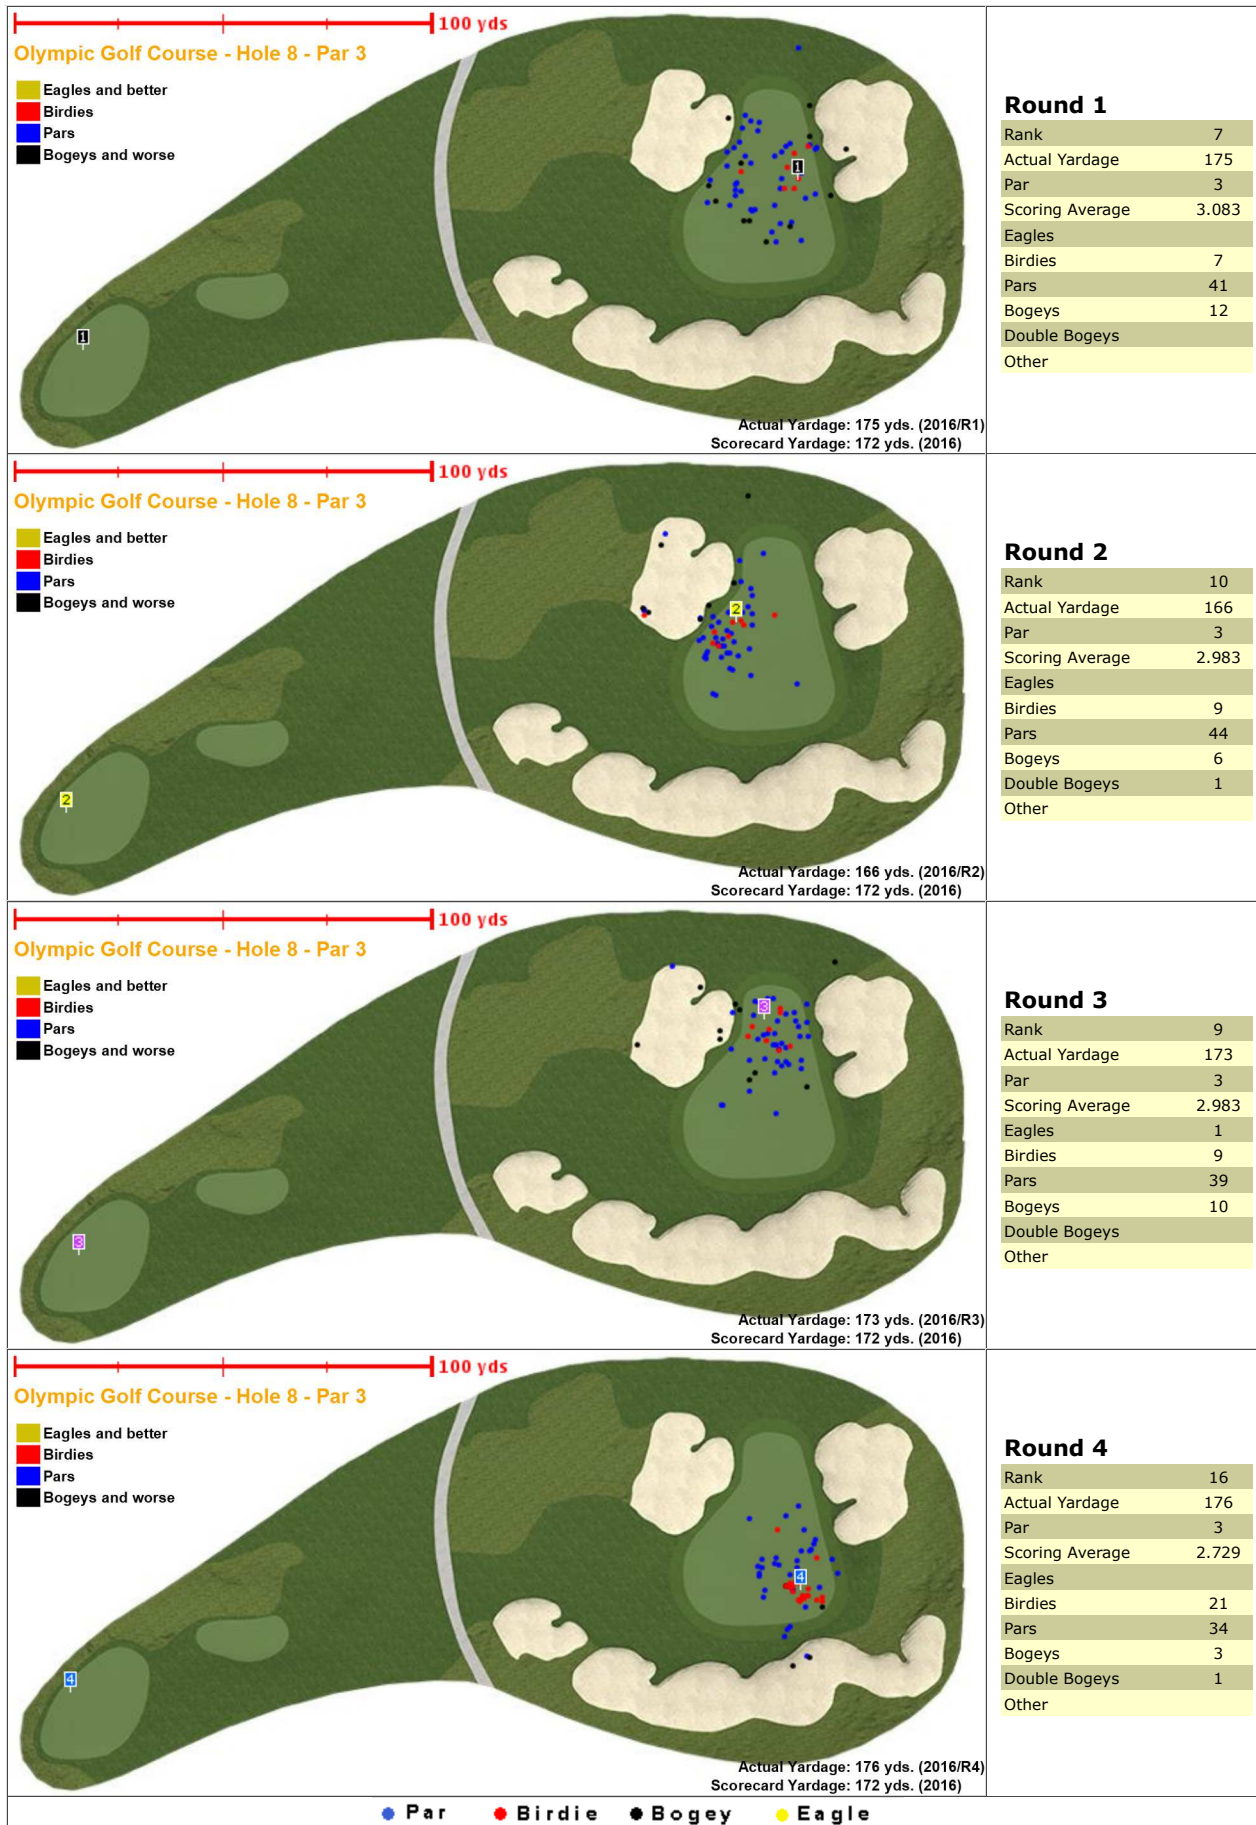 100 yds
Olympic Golf Course - Hole 8 - Par 3
Eagles and better
Birdies
Pars
Bogeys and worse
1
1
Actual Yardage: 175 yds. (2016/R1)
Scorecard Yardage: 172 yds. (2016)
Round 1
Rank 7
Actual Yardage 175
Par 3
Scoring Average 3.083
Eagles
Birdies 7
Pars 41
Bogeys 12
Double Bogeys
Other
100 yds
Olympic Golf Course - Hole 8 - Par 3
Eagles and better
Birdies
Pars
Bogeys and worse
2
2
Actual Yardage: 166 yds. (2016/R2)
Scorecard Yardage: 172 yds. (2016)
Round 2
Rank 10
Actual Yardage 166
Par 3
Scoring Average 2.983
Eagles
Birdies 9
Pars 44
Bogeys 6
Double Bogeys 1
Other
100 yds
Olympic Golf Course - Hole 8 - Par 3
Eagles and better
Birdies
Pars
Bogeys and worse
3
3
Actual Yardage: 173 yds. (2016/R3)
Scorecard Yardage: 172 yds. (2016)
Round 3
Rank 9
Actual Yardage 173
Par 3
Scoring Average 2.983
Eagles 1
Birdies 9
Pars 39
Bogeys 10
Double Bogeys
Other
100 yds
Olympic Golf Course - Hole 8 - Par 3
Eagles and better
Birdies
Pars
Bogeys and worse
4
4
Actual Yardage: 176 yds. (2016/R4)
Scorecard Yardage: 172 yds. (2016)
Round 4
Rank 16
Actual Yardage 176
Par 3
Scoring Average 2.729
Eagles
Birdies 21
Pars 34
Bogeys 3
Double Bogeys 1
Other
Par Birdie Bogey Eagle